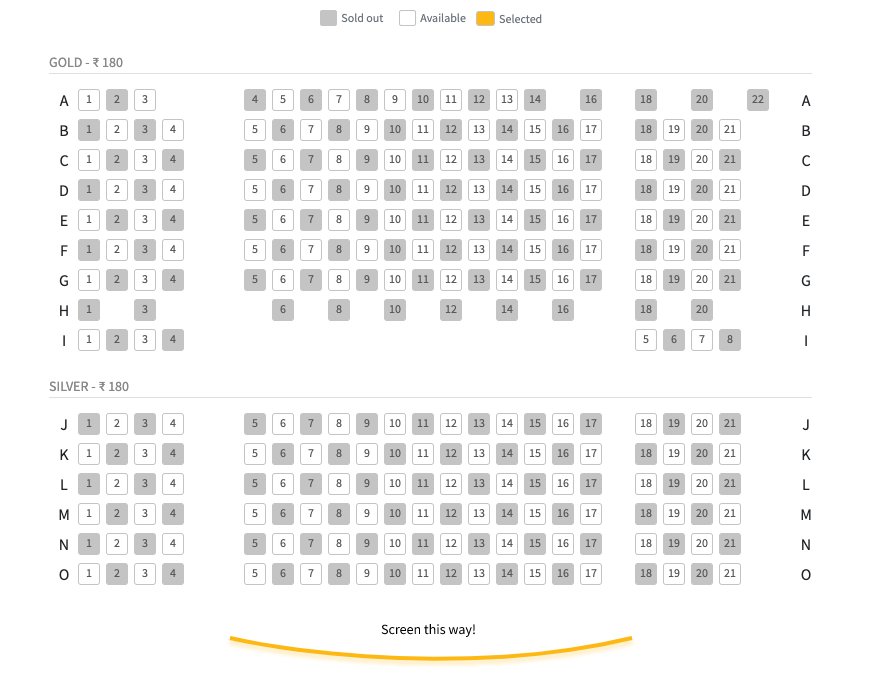 Sold out Available Selected
GOLD - ₹ 180
A 1 2 3 4 5 6 7 8 9 10 11 12 13 14 16 18 20 22 A
B 1 2 3 4 5 6 7 8 9 10 11 12 13 14 15 16 17 18 19 20 21 B
C 1 2 3 4 5 6 7 8 9 10 11 12 13 14 15 16 17 18 19 20 21 C
D 1 2 3 4 5 6 7 8 9 10 11 12 13 14 15 16 17 18 19 20 21 D
E 1 2 3 4 5 6 7 8 9 10 11 12 13 14 15 16 17 18 19 20 21 E
F 1 2 3 4 5 6 7 8 9 10 11 12 13 14 15 16 17 18 19 20 21 F
G 1 2 3 4 5 6 7 8 9 10 11 12 13 14 15 16 17 18 19 20 21 G
H 1 3 6 8 10 12 14 16 18 20 H
I 1 2 3 4 5 6 7 8 I
SILVER - ₹ 180
J 1 2 3 4 5 6 7 8 9 10 11 12 13 14 15 16 17 18 19 20 21 J
K 1 2 3 4 5 6 7 8 9 10 11 12 13 14 15 16 17 18 19 20 21 K
L 1 2 3 4 5 6 7 8 9 10 11 12 13 14 15 16 17 18 19 20 21 L
M 1 2 3 4 5 6 7 8 9 10 11 12 13 14 15 16 17 18 19 20 21 M
N 1 2 3 4 5 6 7 8 9 10 11 12 13 14 15 16 17 18 19 20 21 N
O 1 2 3 4 5 6 7 8 9 10 11 12 13 14 15 16 17 18 19 20 21 O
Screen this way!